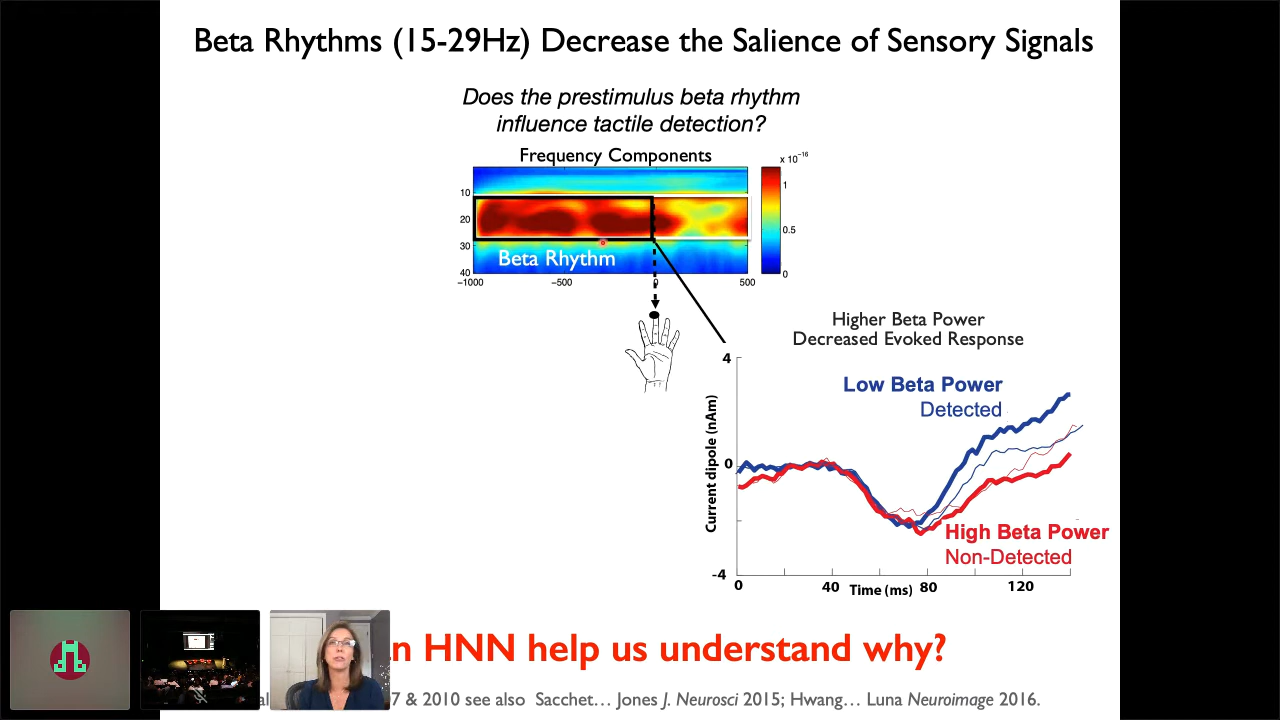 Beta Rhythms (15-29Hz) Decrease the Salience of Sensory Signals
Does the prestimulus beta rhythm
influence tactile detection?
Frequency Components
x 10⁻¹⁶
10
20
30
40
1
0.5
0
Beta Rhythm
−1000
−500
0
500
Higher Beta Power
Decreased Evoked Response
4
0
-4
Current dipole (nAm)
Low Beta Power
Detected
High Beta Power
Non-Detected
0
40
Time (ms)
80
120
n HNN help us understand why?
7 & 2010 see also Sacchet… Jones J. Neurosci 2015; Hwang… Luna Neuroimage 2016.